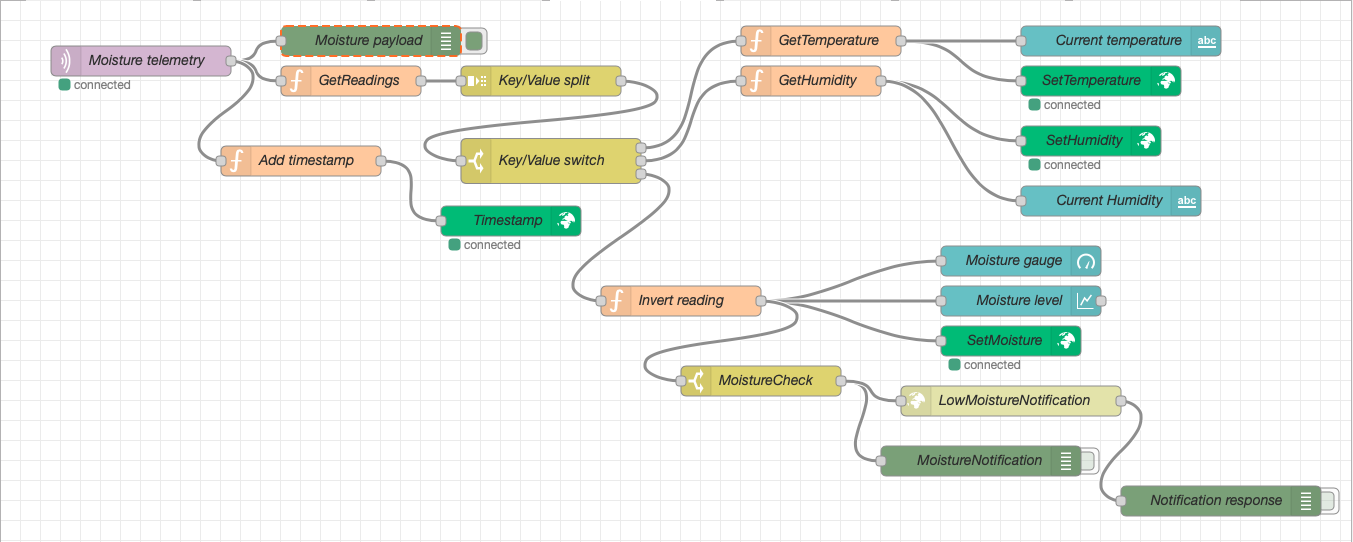 Moisture payload
Moisture telemetry
connected
GetReadings
Key/Value split
GetTemperature
Current temperature
abc
GetHumidity
SetTemperature
connected
Add timestamp
Key/Value switch
SetHumidity
connected
Current Humidity
abc
Timestamp
connected
Moisture gauge
Invert reading
Moisture level
SetMoisture
connected
MoistureCheck
LowMoistureNotification
MoistureNotification
Notification response